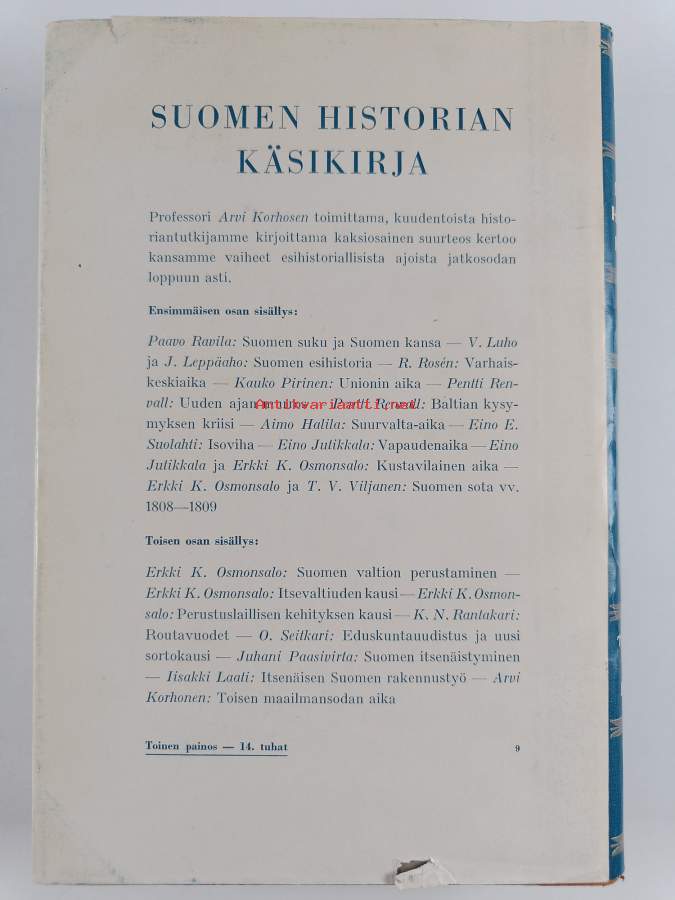 SUOMEN HISTORIAN
KÄSIKIRJA
Professori Arvi Korhosen toimittama, kuudentoista histo-
riantutkijamme kirjoittama kaksiosainen suurteos kertoo
kansamme vaiheet esihistoriallisista ajoista jatkosodan
loppuun asti.
Ensimmäisen osan sisällys:
Paavo Ravila: Suomen suku ja Suomen kansa — V. Luho
ja J. Leppäaho: Suomen esihistoria — R. Rosén: Varhais-
keskiaika — Kauko Pirinen: Unionin aika — Pentti Ren-
vall: Uuden ajan murros — Pentti Renvall: Baltian kysy-
Antikvariaatti.net
myksen kriisi — Aimo Halila: Suurvalta-aika — Eino E.
Suolahti: Isoviha — Eino Jutikkala: Vapaudenaika — Eino
Jutikkala ja Erkki K. Osmonsalo: Kustavilainen aika —
Erkki K. Osmonsalo ja T. V. Viljanen: Suomen sota vv.
1808—1809
Toisen osan sisällys:
Erkki K. Osmonsalo: Suomen valtion perustaminen —
Erkki K. Osmonsalo: Itsevaltiuden kausi — Erkki K. Osmon-
salo: Perustuslaillisen kehityksen kausi — K. N. Rantakari:
Routavuodet — O. Seitkari: Eduskuntauudistus ja uusi
sortokausi — Juhani Paasivirta: Suomen itsenäistyminen
— Iisakki Laati: Itsenäisen Suomen rakennustyö — Arvi
Korhonen: Toisen maailmansodan aika
Toinen painos — 14. tuhat 9